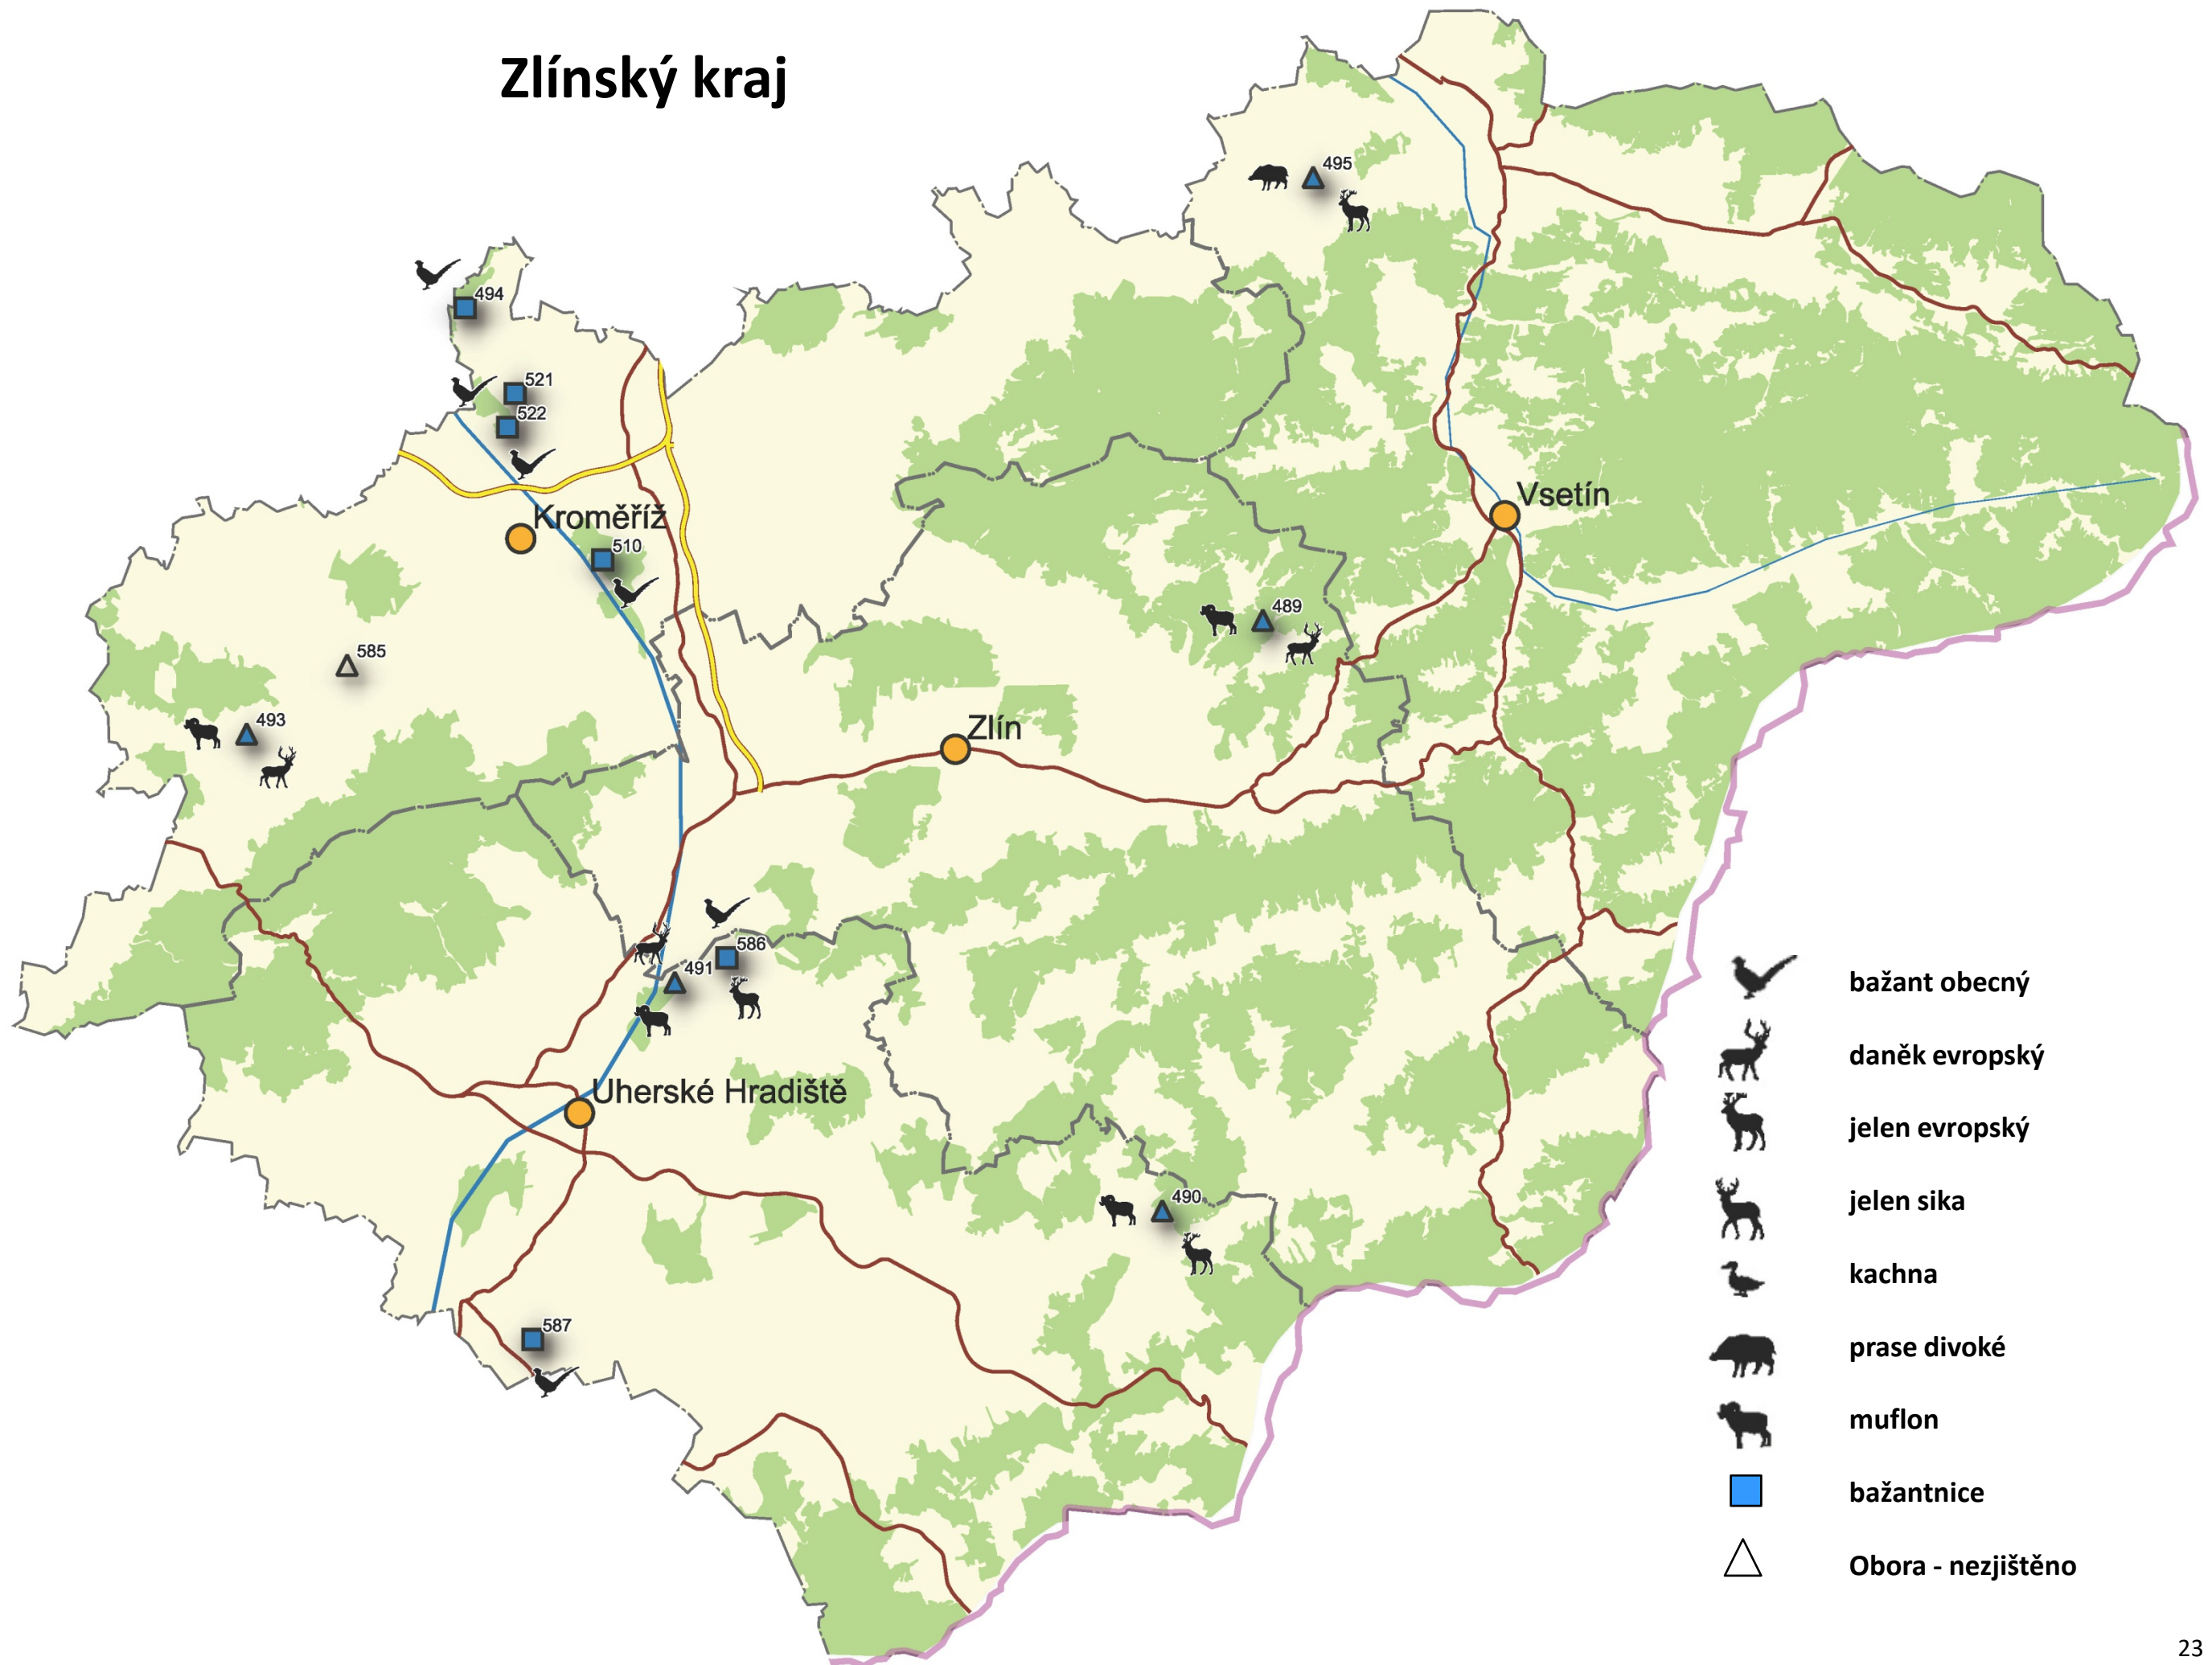 Zlínský kraj
495
494
521
522
Vsetín
Kroměříž
510
489
585
493
Zlín
586
491
Uherské Hradiště
490
587
bažant obecný
daněk evropský
jelen evropský
jelen sika
kachna
prase divoké
muflon
bažantnice
Obora - nezjištěno
23